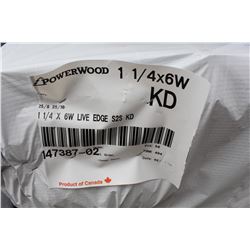 POWERWOOD
1 1/4x6W
KD
1 1/4 X 6W LIVE EDGE S2S KD
147387-02
Product of Canada